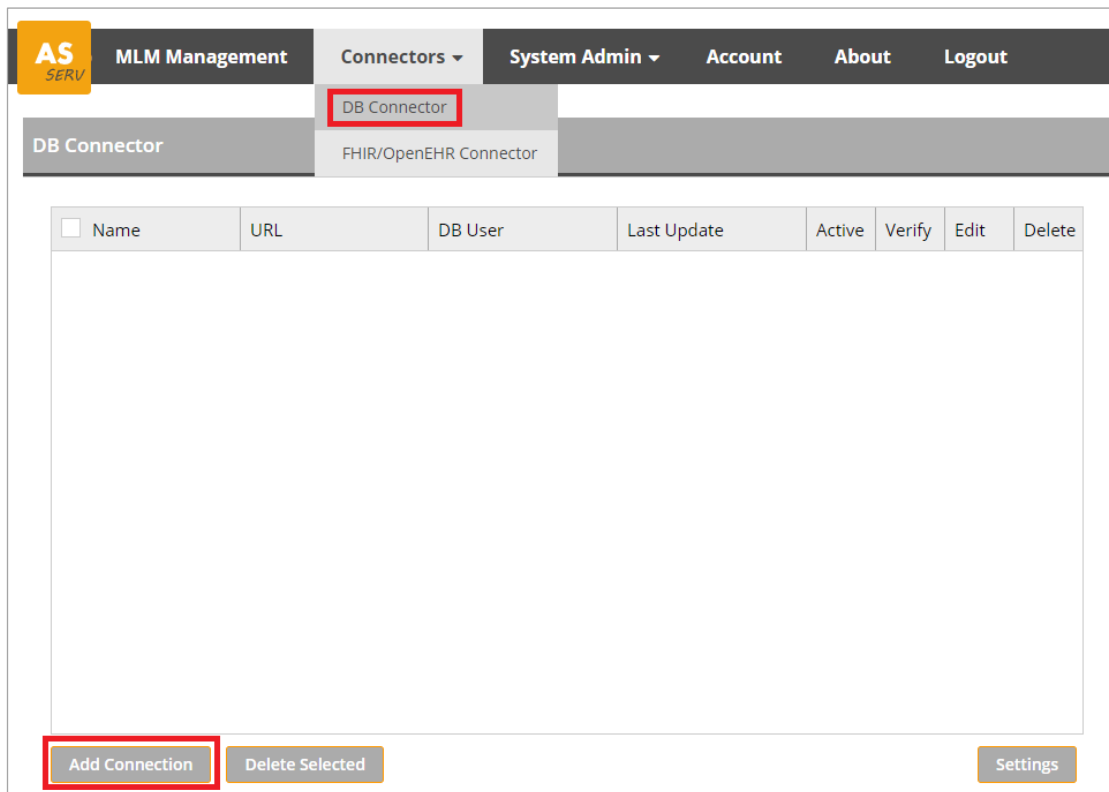 AS
SERV
MLM Management Connectors System Admin Account About Logout
DB Connector
FHIR/OpenEHR Connector
DB Connector
Name URL DB User Last Update Active Verify Edit Delete
Add Connection Delete Selected Settings